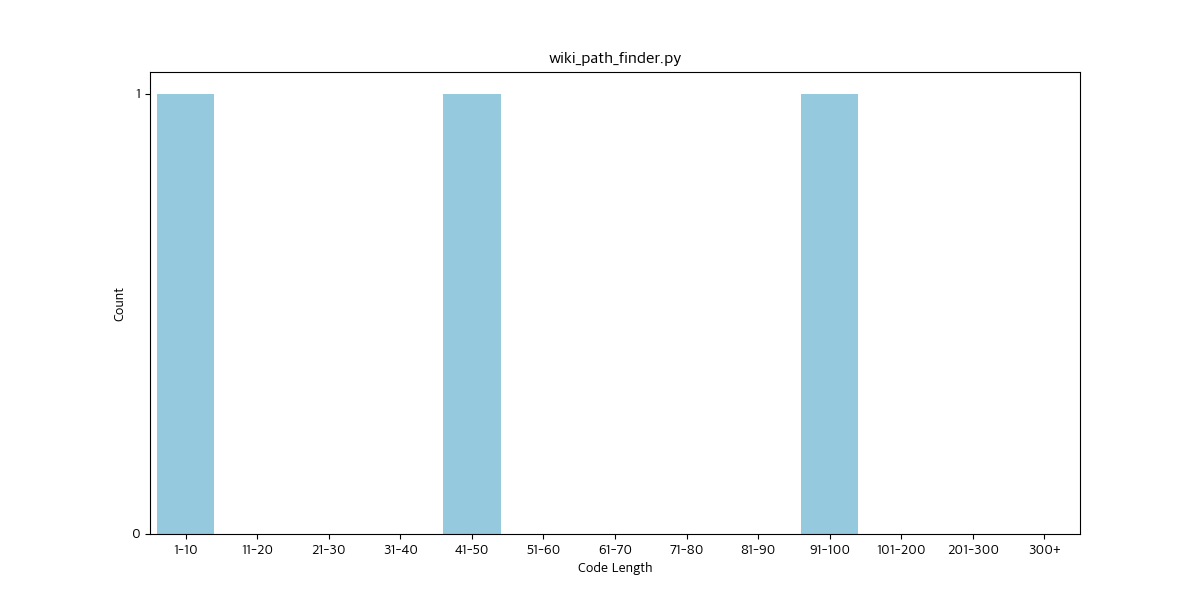 wiki_path_finder.py
1
Count
0
1-10 11-20 21-30 31-40 41-50 51-60 61-70 71-80 81-90 91-100 101-200 201-300 300+
Code Length